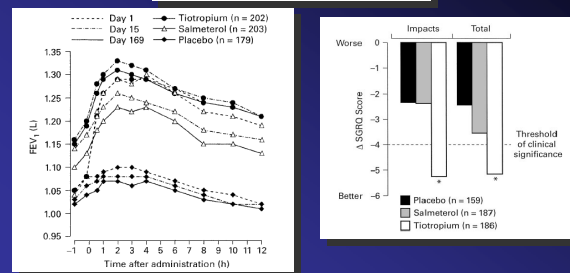 Day 1
Day 15
Day 169
Tiotropium (n = 202)
Salmeterol (n = 203)
Placebo (n = 179)
FEV1 (L)
1.35
1.30
1.25
1.20
1.15
1.10
1.05
1.00
0.95
−1 0 1 2 3 4 5 6 7 8 9 10 11 12
Time after administration (h)
Impacts Total
Worse
Δ SGRQ Score
0
−1
−2
−3
−4
−5
−6
Better
Threshold
of clinical
significance
* *
Placebo (n = 159)
Salmeterol (n = 187)
Tiotropium (n = 186)